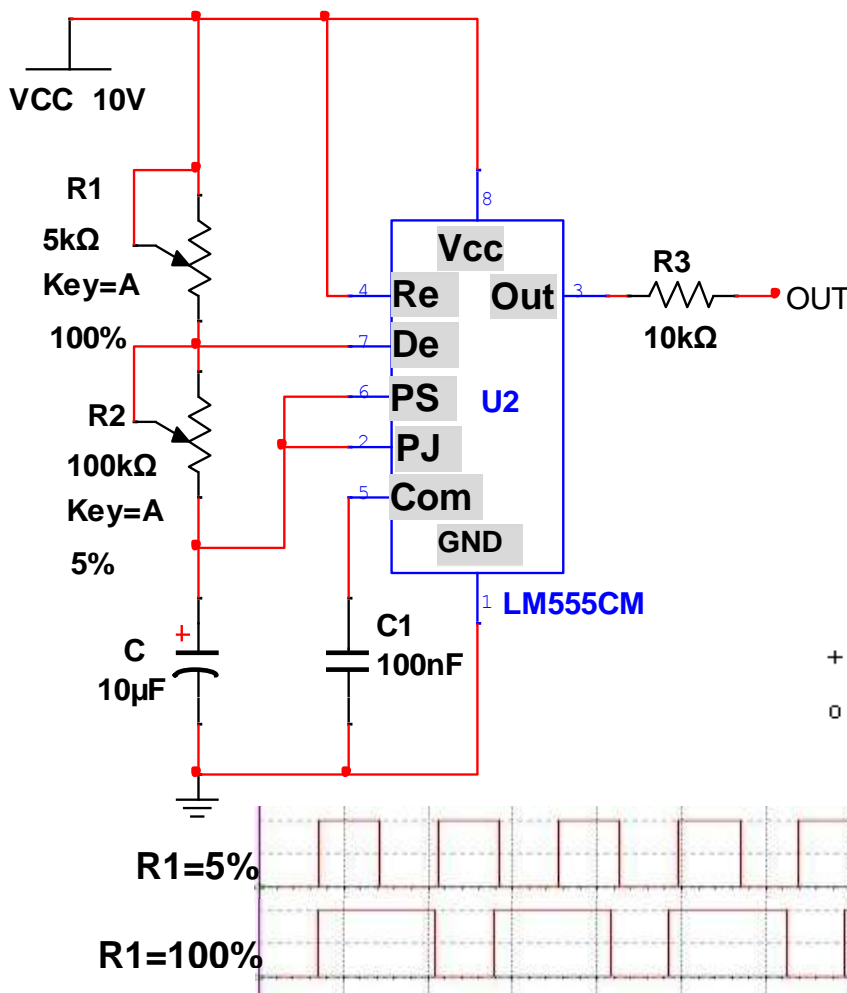 VCC 10V
R1
5kΩ
Key=A
100%
R2
100kΩ
Key=A
5%
C
+
10µF
C1
100nF
8
Vcc
4
Re
Out
3
7
De
6
PS
U2
2
PJ
5
Com
GND
1
LM555CM
R3
10kΩ
OUT
+
o
R1=5%
R1=100%